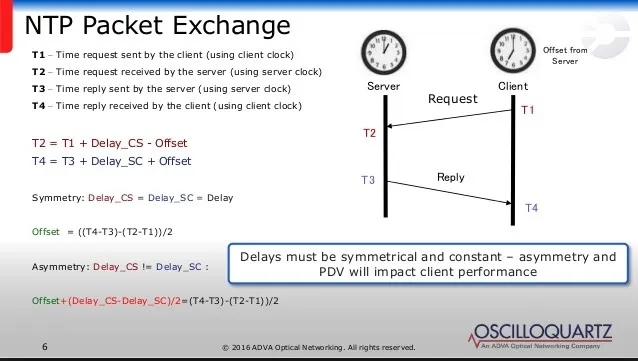 NTP Packet Exchange
T1 – Time request sent by the client (using client clock)
T2 – Time request received by the server (using server clock)
T3 – Time reply sent by the server (using server clock)
T4 – Time reply received by the client (using client clock)
T2 = T1 + Delay_CS - Offset
T4 = T3 + Delay_SC + Offset
Symmetry: Delay_CS = Delay_SC = Delay
Offset = ((T4-T3)-(T2-T1))/2
Asymmetry: Delay_CS != Delay_SC :
Offset+(Delay_CS-Delay_SC)/2=(T4-T3)-(T2-T1))/2
Offset from
Server
Server
Client
Request
T1
T2
T3
Reply
T4
Delays must be symmetrical and constant – asymmetry and
PDV will impact client performance
6
© 2016 ADVA Optical Networking. All rights reserved.
OSCILLOQUARTZ
An ADVA Optical Networking Company